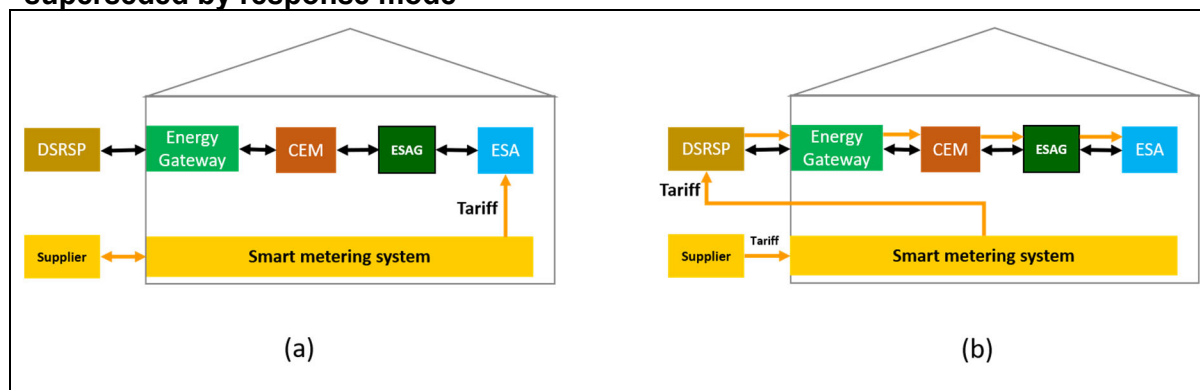 superseded by response mode
DSRSP
Energy
Gateway
CEM
ESAG
ESA
Tariff
Supplier
Smart metering system
(a)
DSRSP
Energy
Gateway
CEM
ESAG
ESA
Tariff
Supplier
Tariff
Smart metering system
(b)